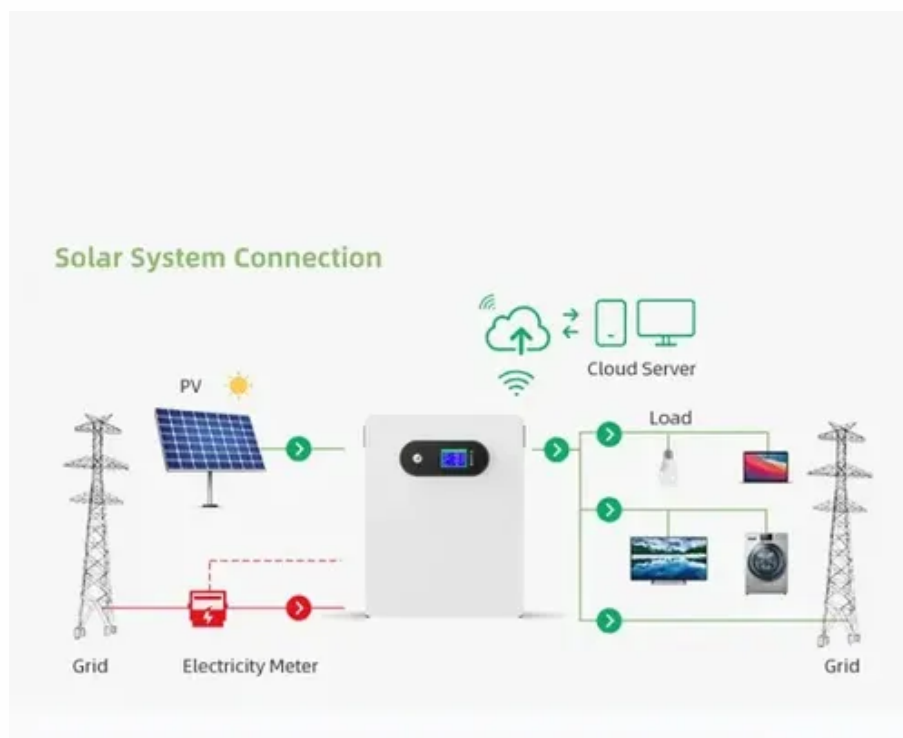 Solar System Connection
Cloud Server
PV
Load
Grid
Electricity Meter
Grid